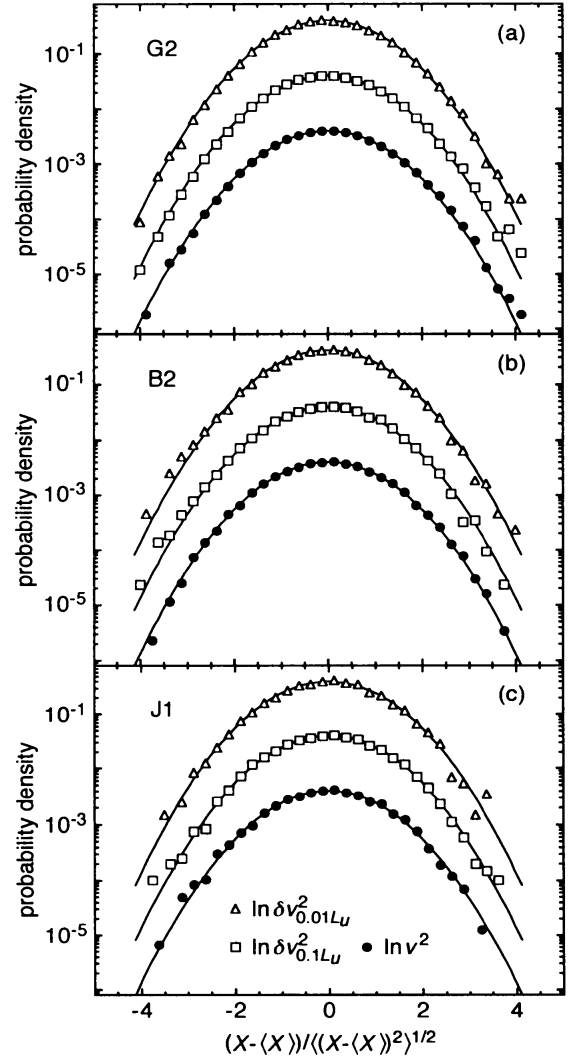 G2
(a)
10⁻¹
10⁻³
10⁻⁵
probability density
B2
(b)
10⁻¹
10⁻³
10⁻⁵
probability density
J1
(c)
10⁻¹
10⁻³
10⁻⁵
probability density
△ ln δv²₀.₀₁Lᵤ
□ ln δv²₀.₁Lᵤ ● ln v²
-4 -2 0 2 4
(X-⟨X⟩)/⟨(X-⟨X⟩)²⟩¹ᐟ²